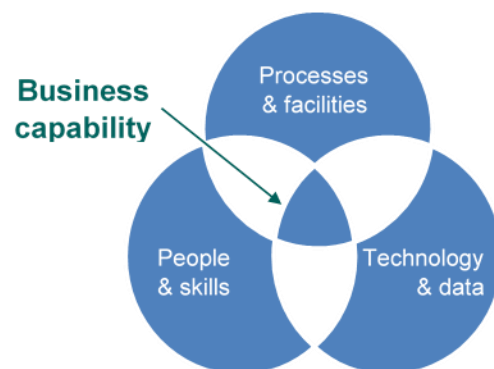 Business
capability
Processes
& facilities
People
& skills
Technology
& data